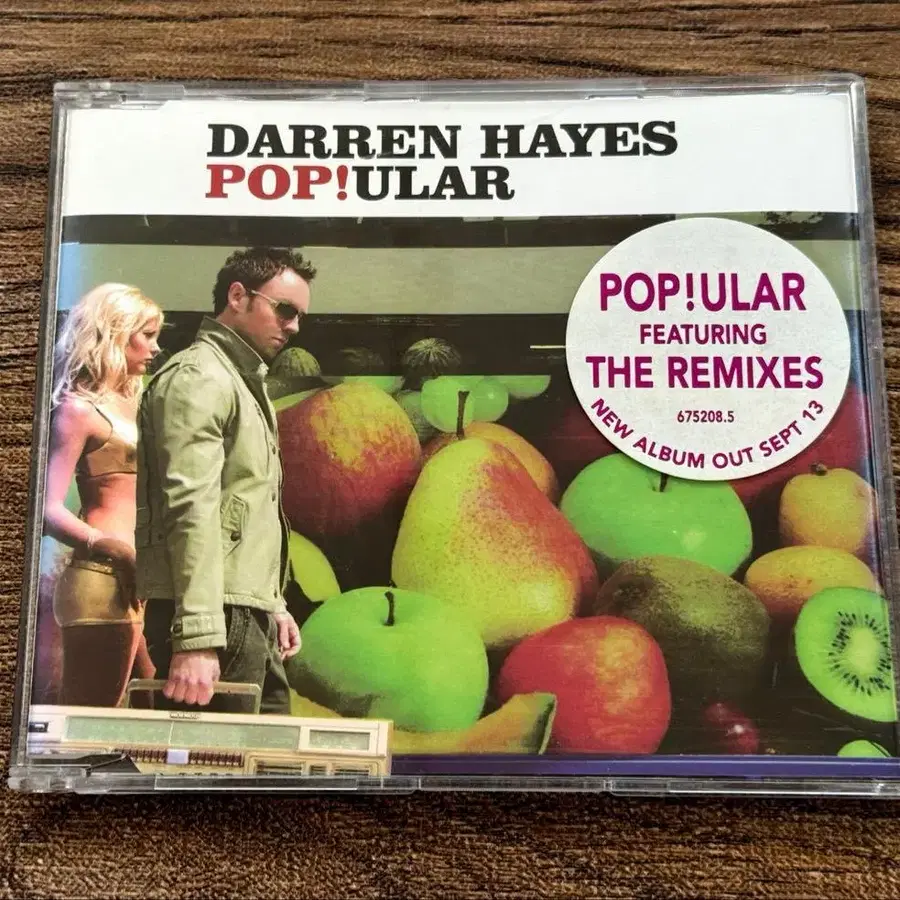 DARREN HAYES
POP!ULAR
POP!ULAR
FEATURING
THE REMIXES
675208.5
NEW ALBUM OUT SEPT 13